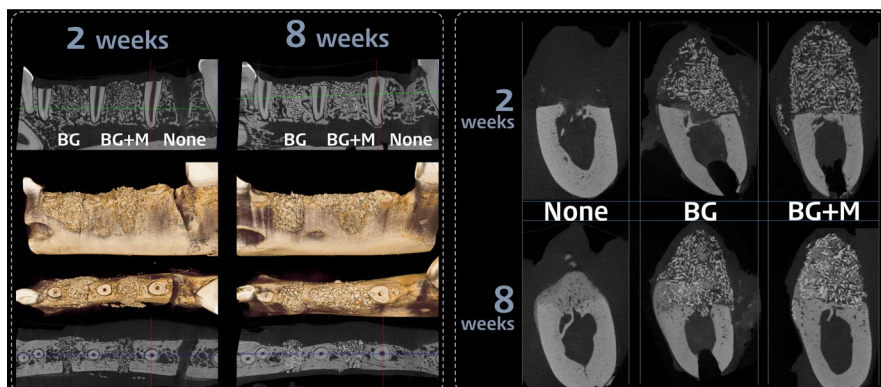 2 weeks
8 weeks
BG BG+M None
BG BG+M None
2
weeks
None BG BG+M
8
weeks